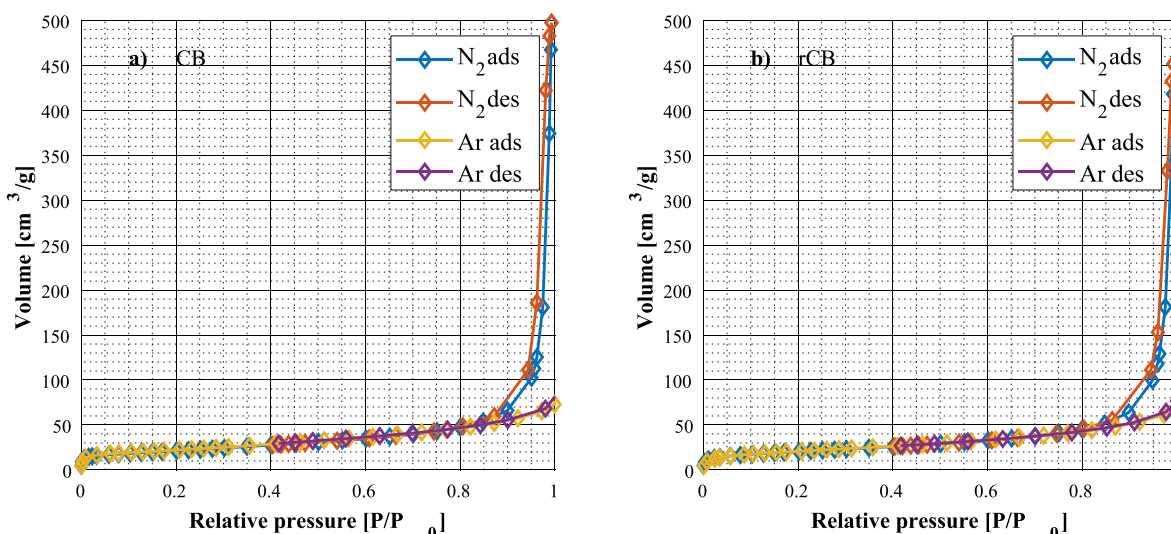 a) CB
N2 ads
N2 des
Ar ads
Ar des
500
450
400
350
300
250
200
150
100
50
0
0 0.2 0.4 0.6 0.8 1
Volume [cm 3/g]
Relative pressure [P/P 0]
b) rCB
N2 ads
N2 des
Ar ads
Ar des
500
450
400
350
300
250
200
150
100
50
0
0 0.2 0.4 0.6 0.8
Volume [cm 3/g]
Relative pressure [P/P 0]